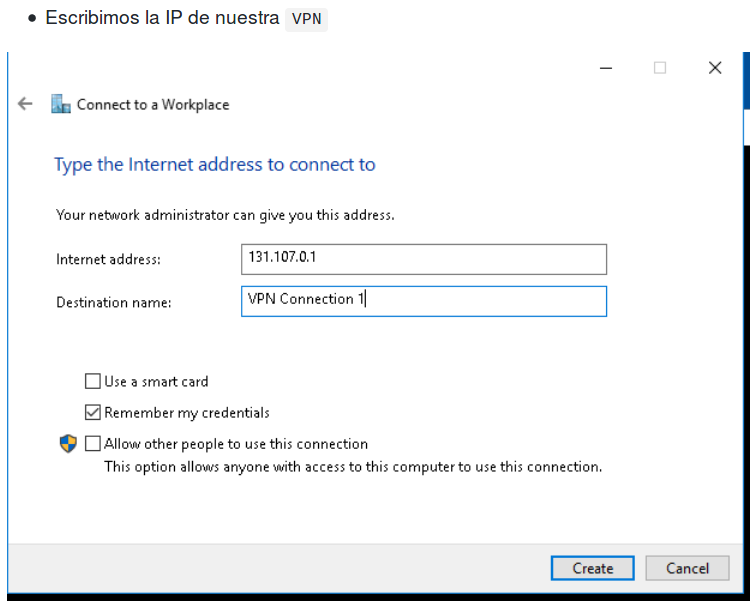 Escribimos la IP de nuestra VPN
Connect to a Workplace
Type the Internet address to connect to
Your network administrator can give you this address.
Internet address: 131.107.0.1
Destination name: VPN Connection 1
Use a smart card
Remember my credentials
Allow other people to use this connection
This option allows anyone with access to this computer to use this connection.
Create Cancel